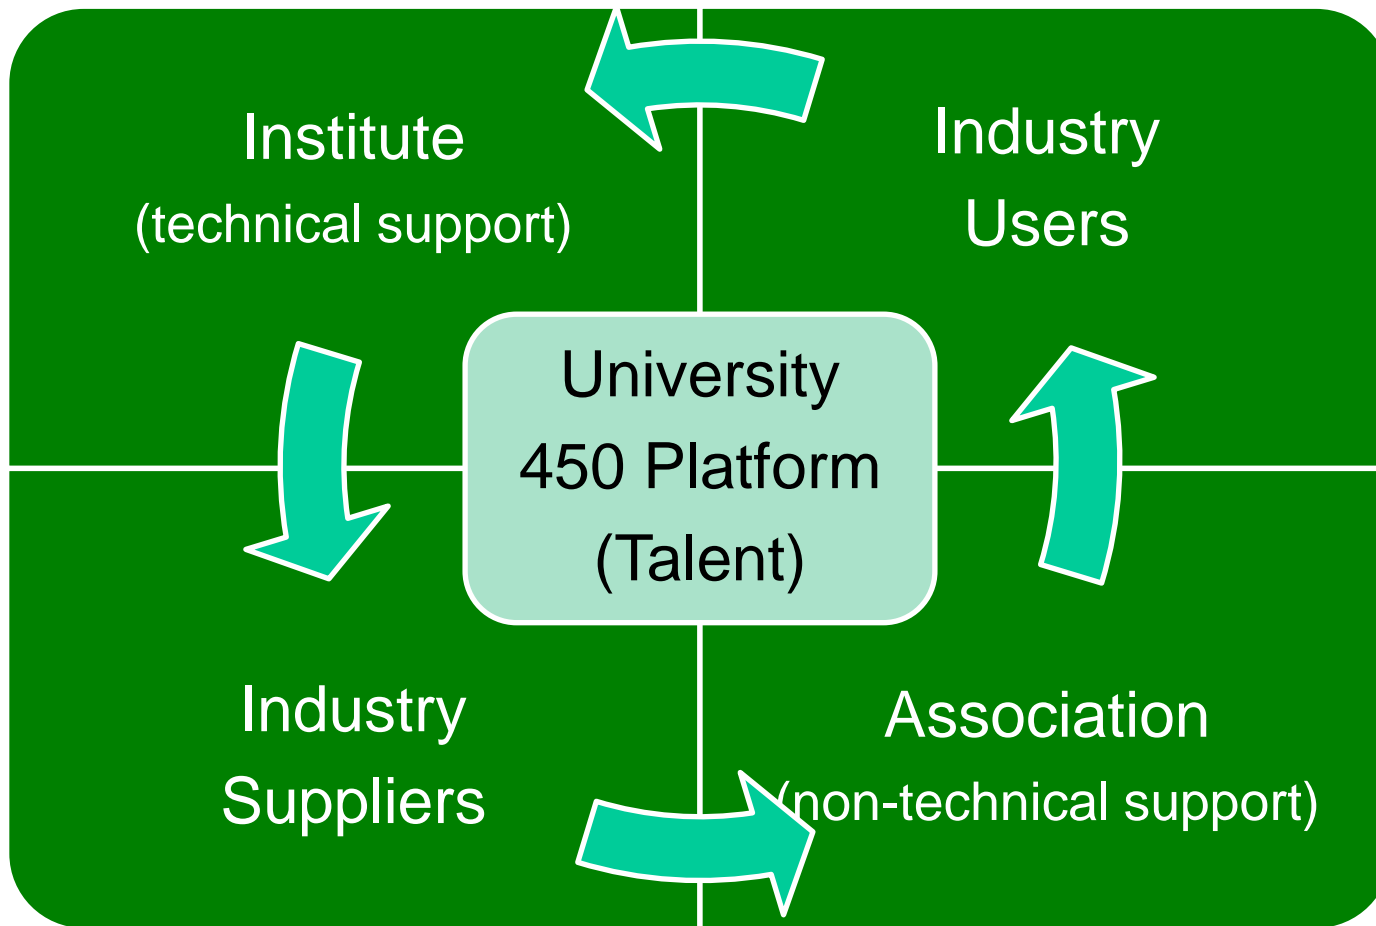 Institute
(technical support)
Industry
Users
University
450 Platform
(Talent)
Industry
Suppliers
Association
(non-technical support)